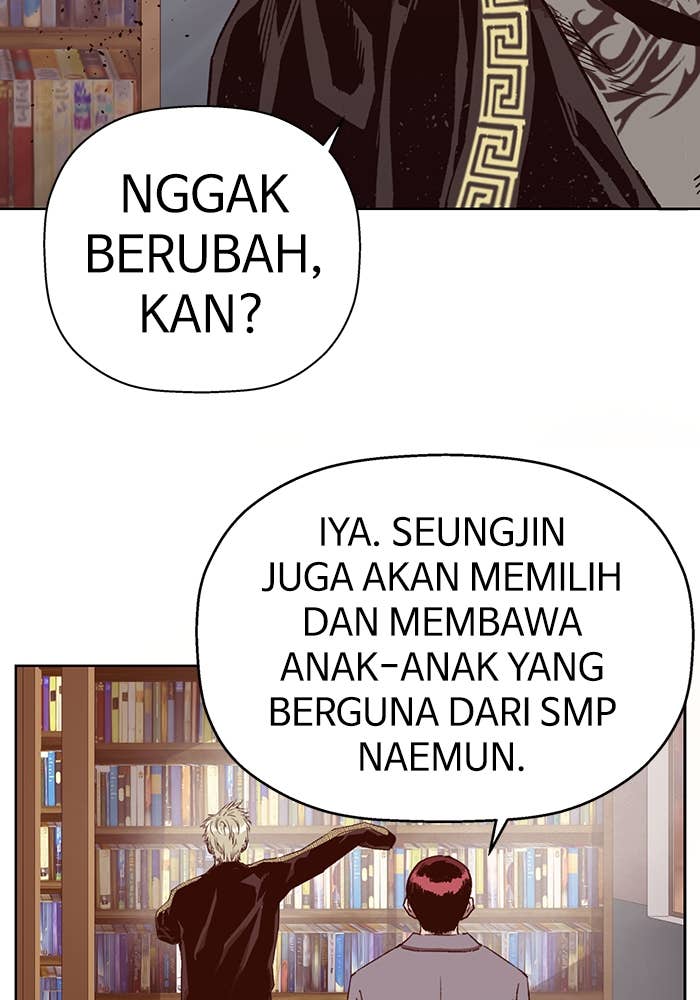 NGGAK
BERUBAH,
KAN?
IYA. SEUNGJIN
JUGA AKAN MEMILIH
DAN MEMBAWA
ANAK-ANAK YANG
BERGUNA DARI SMP
NAEMUN.